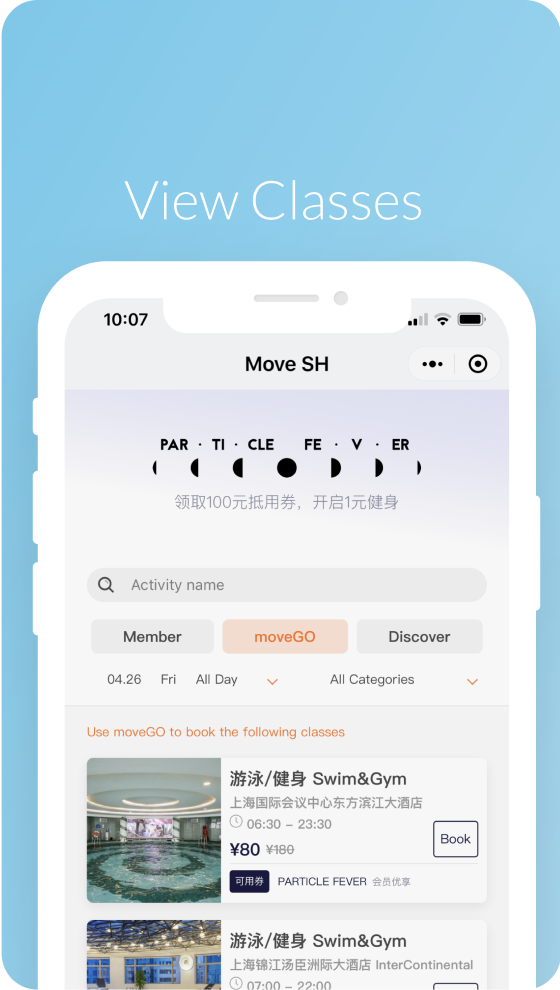 View Classes
10:07
Move SH
PAR · TI · CLE FE · V · ER
领取100元抵用券，开启1元健身
Activity name
Member moveGO Discover
04.26 Fri All Day All Categories
Use moveGO to book the following classes
游泳/健身 Swim&Gym
上海国际会议中心东方滨江大酒店
06:30 – 23:30
Book
¥80 ¥180
可用券 PARTICLE FEVER 会员优享
游泳/健身 Swim&Gym
上海锦江汤臣洲际大酒店 InterContinental
07:00 – 22:00